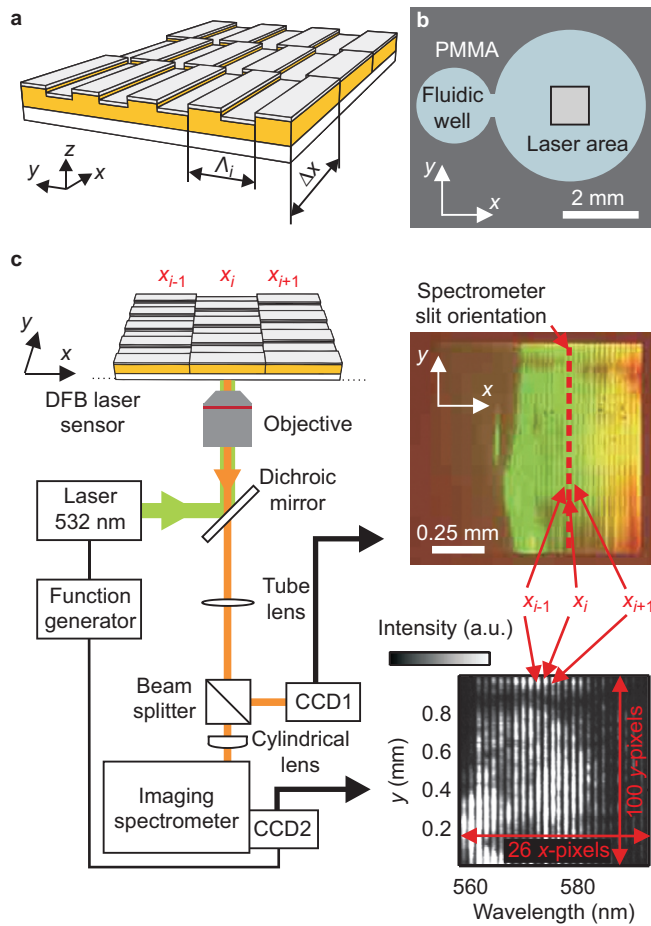 a
z
y
x
Λi
Δx
b
PMMA
Fluidic
well
Laser area
y
x
2 mm
c
xi-1
xi
xi+1
y
x
DFB laser
sensor
Objective
Dichroic
mirror
Laser
532 nm
Function
generator
Tube
lens
Beam
splitter
CCD1
Cylindrical
lens
Imaging
spectrometer
CCD2
Spectrometer
slit orientation
y
x
0.25 mm
xi-1
xi
xi+1
Intensity (a.u.)
y (mm)
0.8
0.6
0.4
0.2
100 y-pixels
26 x-pixels
560
580
Wavelength (nm)